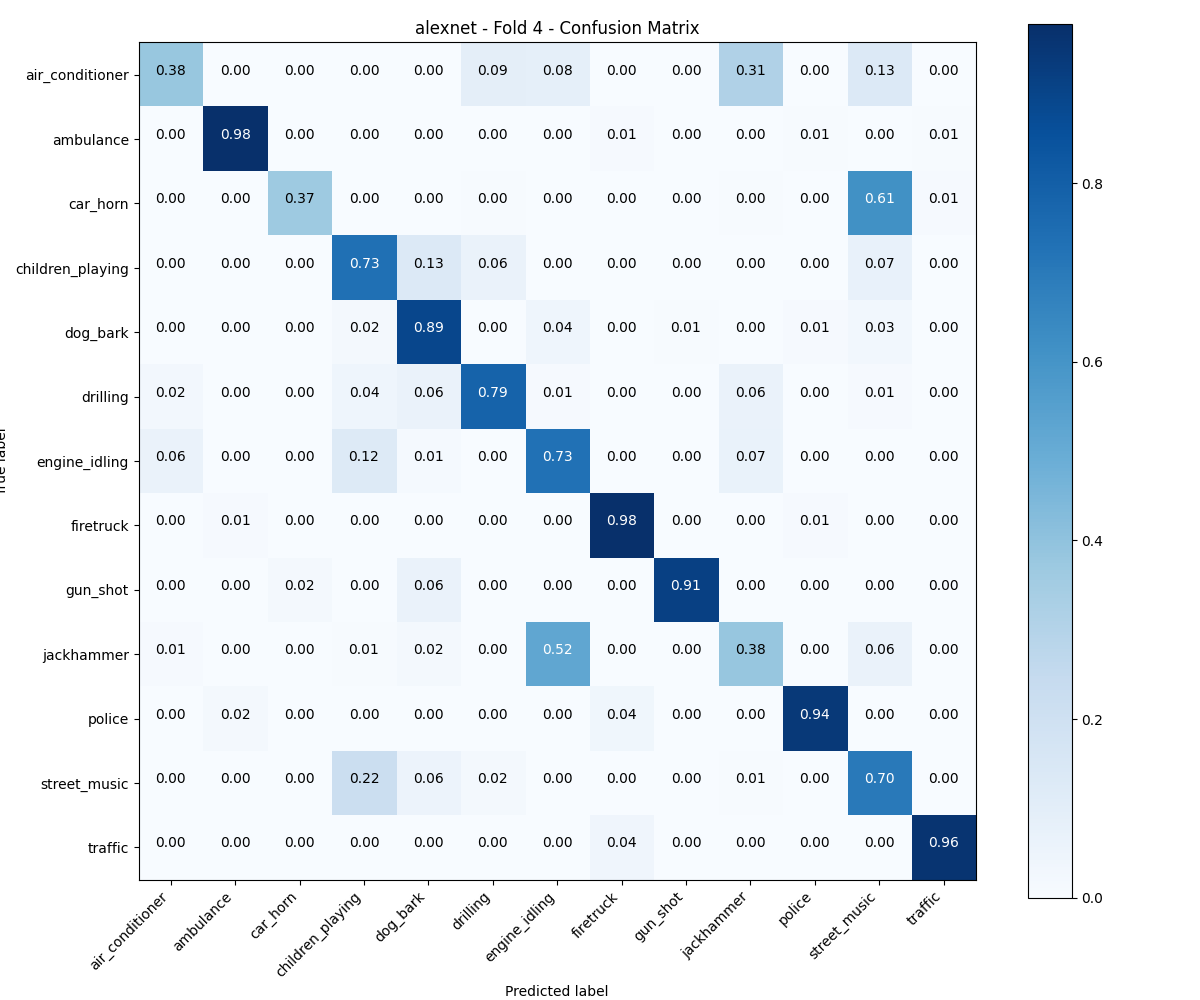 alexnet - Fold 4 - Confusion Matrix
air_conditioner 0.38 0.00 0.00 0.00 0.00 0.09 0.08 0.00 0.00 0.31 0.00 0.13 0.00
ambulance 0.00 0.98 0.00 0.00 0.00 0.00 0.00 0.01 0.00 0.00 0.01 0.00 0.01
car_horn 0.00 0.00 0.37 0.00 0.00 0.00 0.00 0.00 0.00 0.00 0.00 0.61 0.01
children_playing 0.00 0.00 0.00 0.73 0.13 0.06 0.00 0.00 0.00 0.00 0.00 0.07 0.00
dog_bark 0.00 0.00 0.00 0.02 0.89 0.00 0.04 0.00 0.01 0.00 0.01 0.03 0.00
drilling 0.02 0.00 0.00 0.04 0.06 0.79 0.01 0.00 0.00 0.06 0.00 0.01 0.00
engine_idling 0.06 0.00 0.00 0.12 0.01 0.00 0.73 0.00 0.00 0.07 0.00 0.00 0.00
firetruck 0.00 0.01 0.00 0.00 0.00 0.00 0.00 0.98 0.00 0.00 0.01 0.00 0.00
gun_shot 0.00 0.00 0.02 0.00 0.06 0.00 0.00 0.00 0.91 0.00 0.00 0.00 0.00
jackhammer 0.01 0.00 0.00 0.01 0.02 0.00 0.52 0.00 0.00 0.38 0.00 0.06 0.00
police 0.00 0.02 0.00 0.00 0.00 0.00 0.00 0.04 0.00 0.00 0.94 0.00 0.00
street_music 0.00 0.00 0.00 0.22 0.06 0.02 0.00 0.00 0.00 0.01 0.00 0.70 0.00
traffic 0.00 0.00 0.00 0.00 0.00 0.00 0.00 0.04 0.00 0.00 0.00 0.00 0.96
air_conditioner
ambulance
car_horn
children_playing
dog_bark
drilling
engine_idling
firetruck
gun_shot
jackhammer
police
street_music
traffic
Predicted label
0.8
0.6
0.4
0.2
0.0